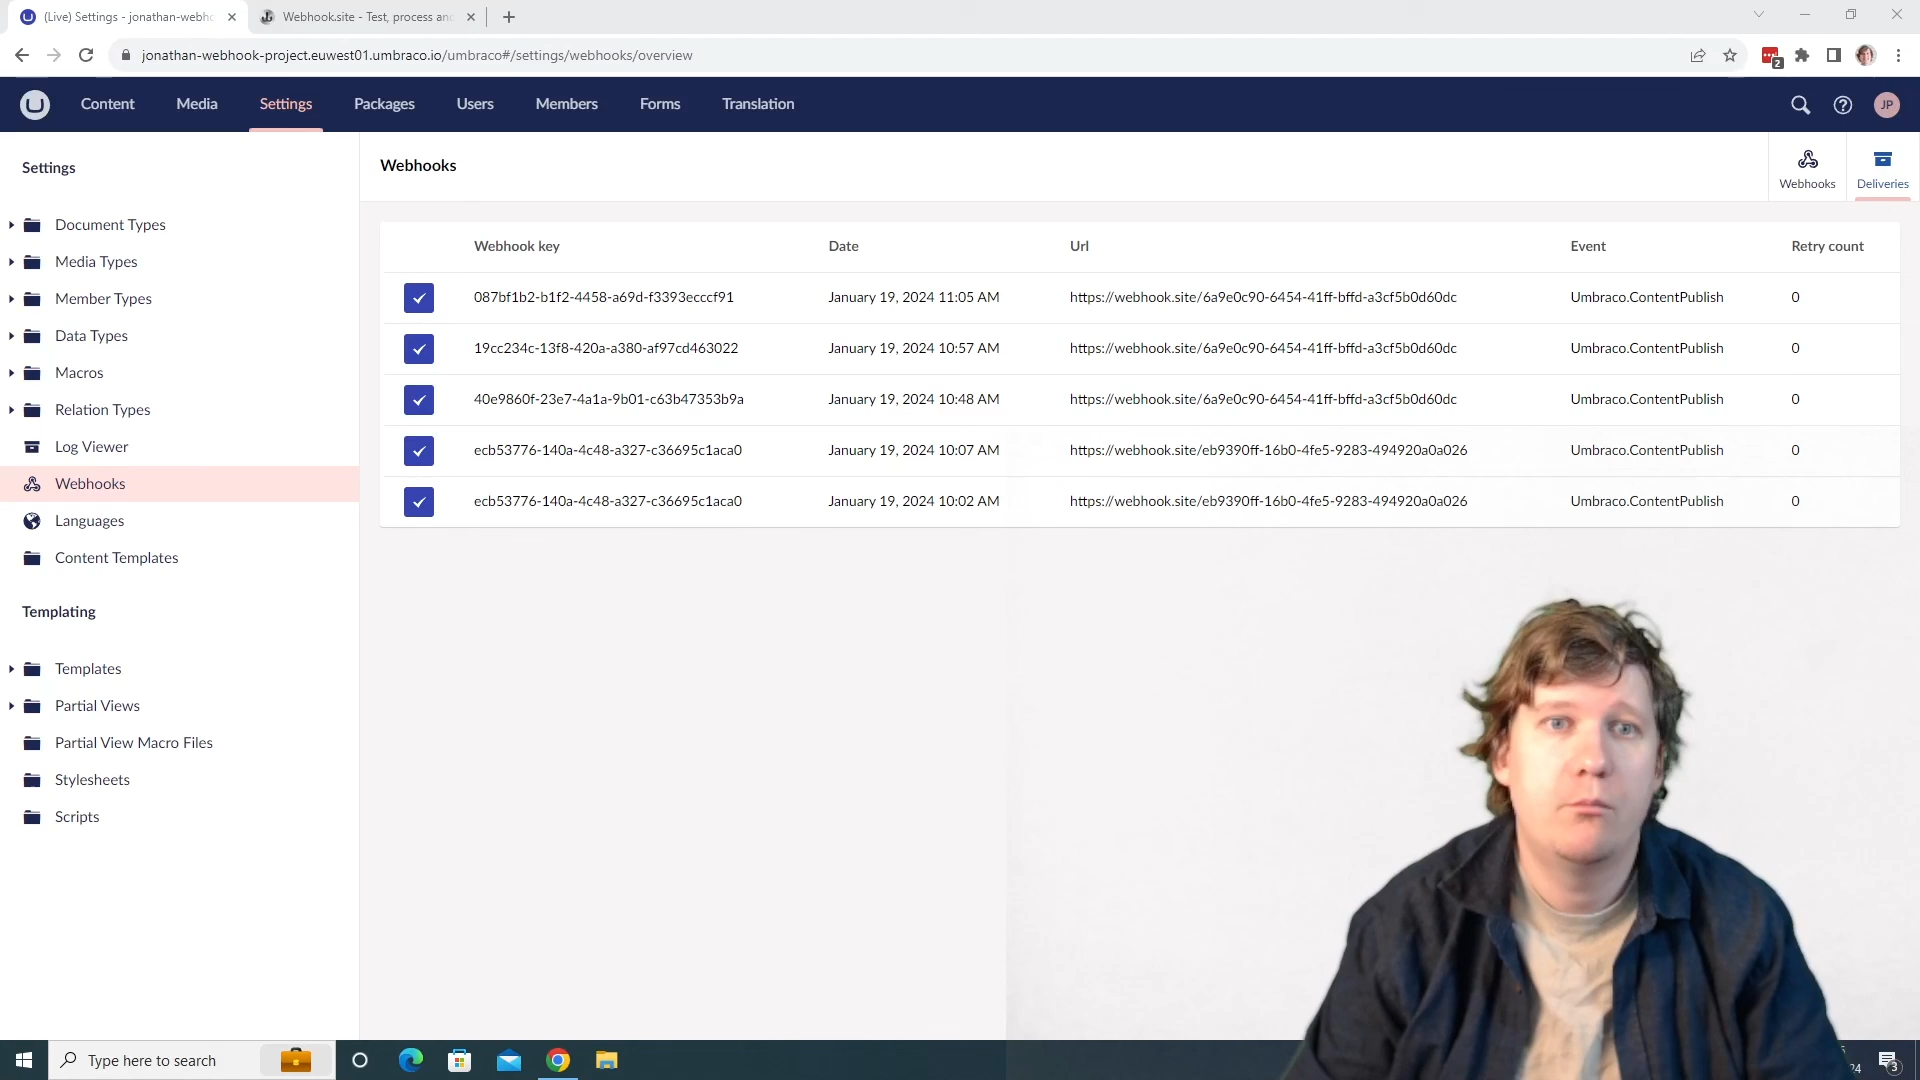 (Live) Settings - jonathan-webho
Webhook.site - Test, process and
jonathan-webhook-project.euwest01.umbraco.io/umbraco#/settings/webhooks/overview
2
Content Media Settings Packages Users Members Forms Translation
JP
Settings
Document Types
Media Types
Member Types
Data Types
Macros
Relation Types
Log Viewer
Webhooks
Languages
Content Templates
Templating
Templates
Partial Views
Partial View Macro Files
Stylesheets
Scripts
Webhooks
Webhooks
Deliveries
Webhook key Date Url Event Retry count
087bf1b2-b1f2-4458-a69d-f3393ecccf91 January 19, 2024 11:05 AM https://webhook.site/6a9e0c90-6454-41ff-bffd-a3cf5b0d60dc Umbraco.ContentPublish 0
19cc234c-13f8-420a-a380-af97cd463022 January 19, 2024 10:57 AM https://webhook.site/6a9e0c90-6454-41ff-bffd-a3cf5b0d60dc Umbraco.ContentPublish 0
40e9860f-23e7-4a1a-9b01-c63b47353b9a January 19, 2024 10:48 AM https://webhook.site/6a9e0c90-6454-41ff-bffd-a3cf5b0d60dc Umbraco.ContentPublish 0
ecb53776-140a-4c48-a327-c36695c1aca0 January 19, 2024 10:07 AM https://webhook.site/eb9390ff-16b0-4fe5-9283-494920a0a026 Umbraco.ContentPublish 0
ecb53776-140a-4c48-a327-c36695c1aca0 January 19, 2024 10:02 AM https://webhook.site/eb9390ff-16b0-4fe5-9283-494920a0a026 Umbraco.ContentPublish 0
Type here to search
24
3